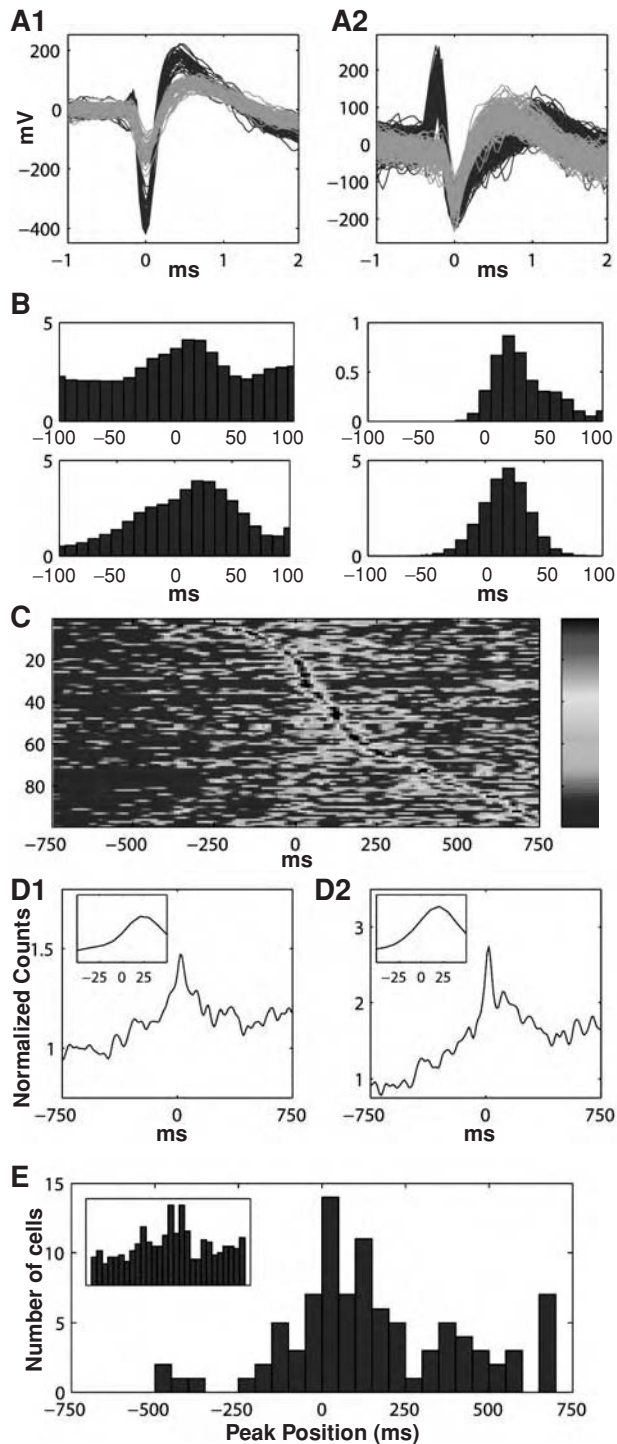 A1 A2
200
0
−200
−400
mV
−1 0 1 2
ms
200
100
0
−100
−200
−1 0 1 2
ms
B
5
0
−100 −50 0 50 100
ms
1
0.5
0
−100 −50 0 50 100
ms
5
0
−100 −50 0 50 100
ms
5
0
−100 −50 0 50 100
ms
C
20
40
60
80
−750 −500 −250 0 250 500 750
ms
D1 D2
Normalized Counts
1.5
1
−25 0 25
−750 0 750
ms
3
2
1
−25 0 25
−750 0 750
ms
E
Number of cells
15
10
5
0
−750 −500 −250 0 250 500 750
Peak Position (ms)